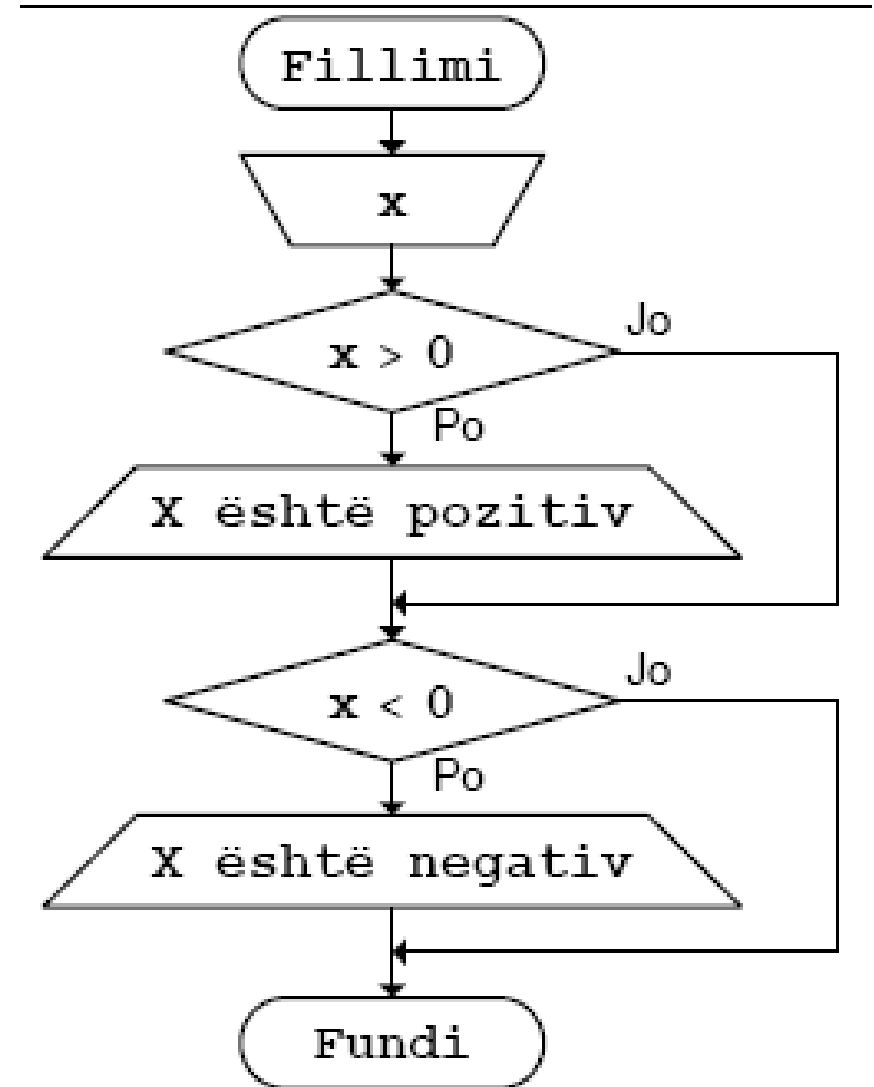 Fillimi
x
x > 0
Jo
Po
X është pozitiv
x < 0
Jo
Po
X është negativ
Fundi